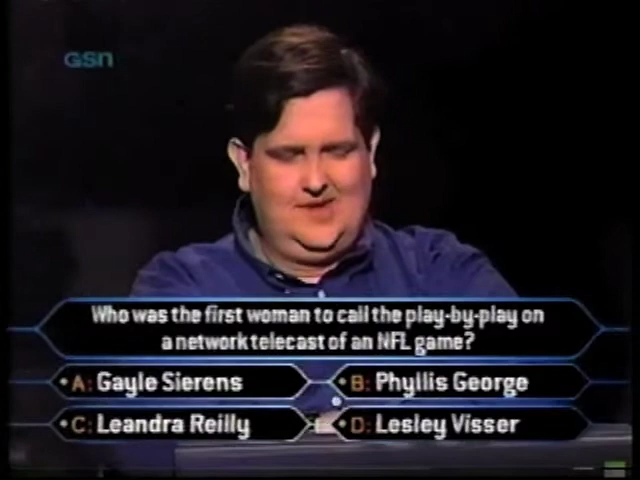 GSN
Who was the first woman to call the play-by-play on
a network telecast of an NFL game?
• A: Gayle Sierens
• B: Phyllis George
• C: Leandra Reilly
• D: Lesley Visser